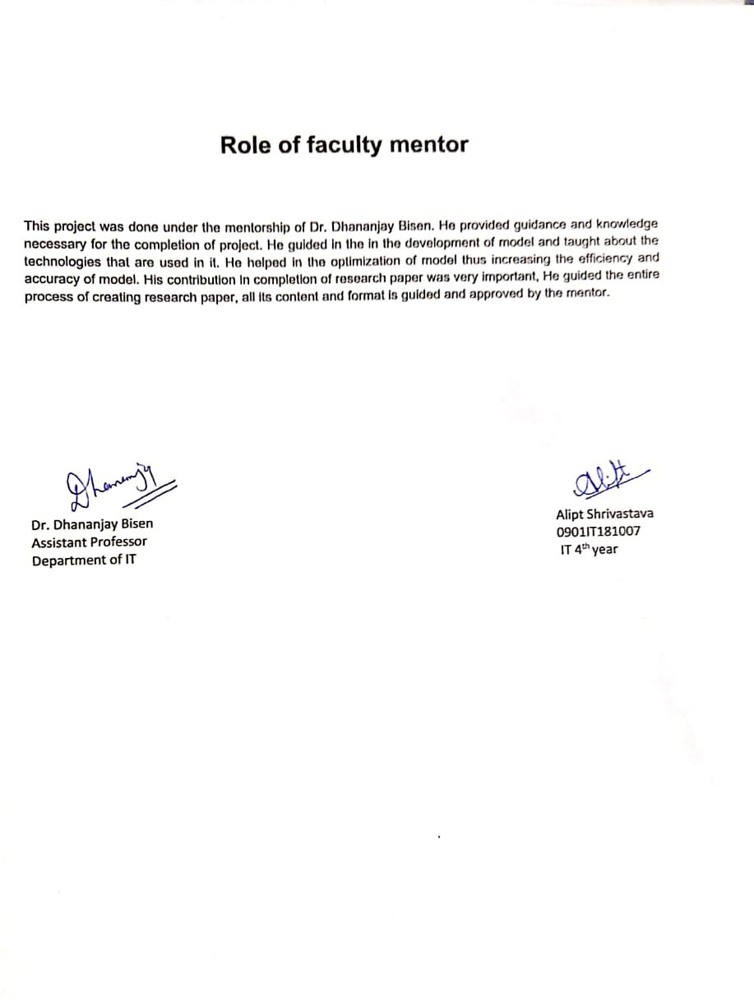 Role of faculty mentor
This project was done under the mentorship of Dr. Dhananjay Bisen. He provided guidance and knowledge
necessary for the completion of project. He guided in the in the development of model and taught about the
technologies that are used in it. He helped in the optimization of model thus increasing the efficiency and
accuracy of model. His contribution in completion of research paper was very important, He guided the entire
process of creating research paper, all its content and format is guided and approved by the mentor.
Dhananjy
Alipt
Dr. Dhananjay Bisen
Assistant Professor
Department of IT
Alipt Shrivastava
0901IT181007
IT 4th year